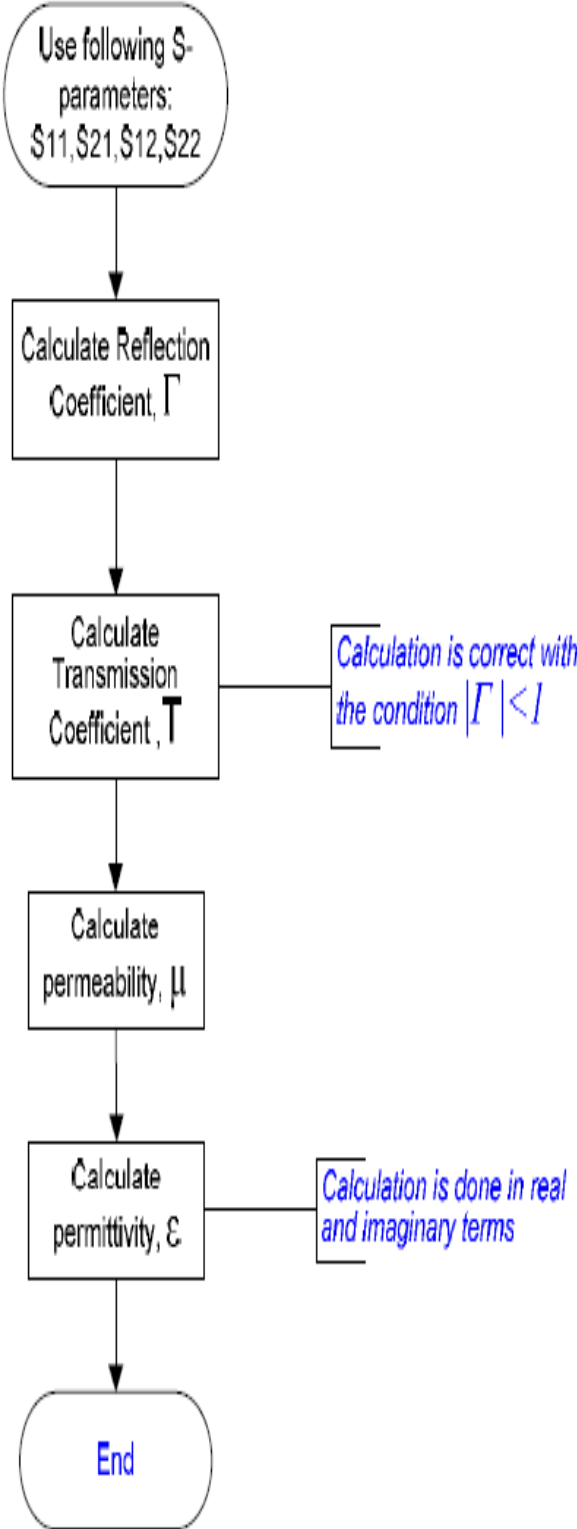 Use following S-
parameters:
S11,S21,S12,S22
Calculate Reflection
Coefficient, Γ
Calculate
Transmission
Coefficient , T
Calculation is correct with
the condition |Γ|<1
Calculate
permeability, μ
Calculate
permittivity, ε
Calculation is done in real
and imaginary terms
End